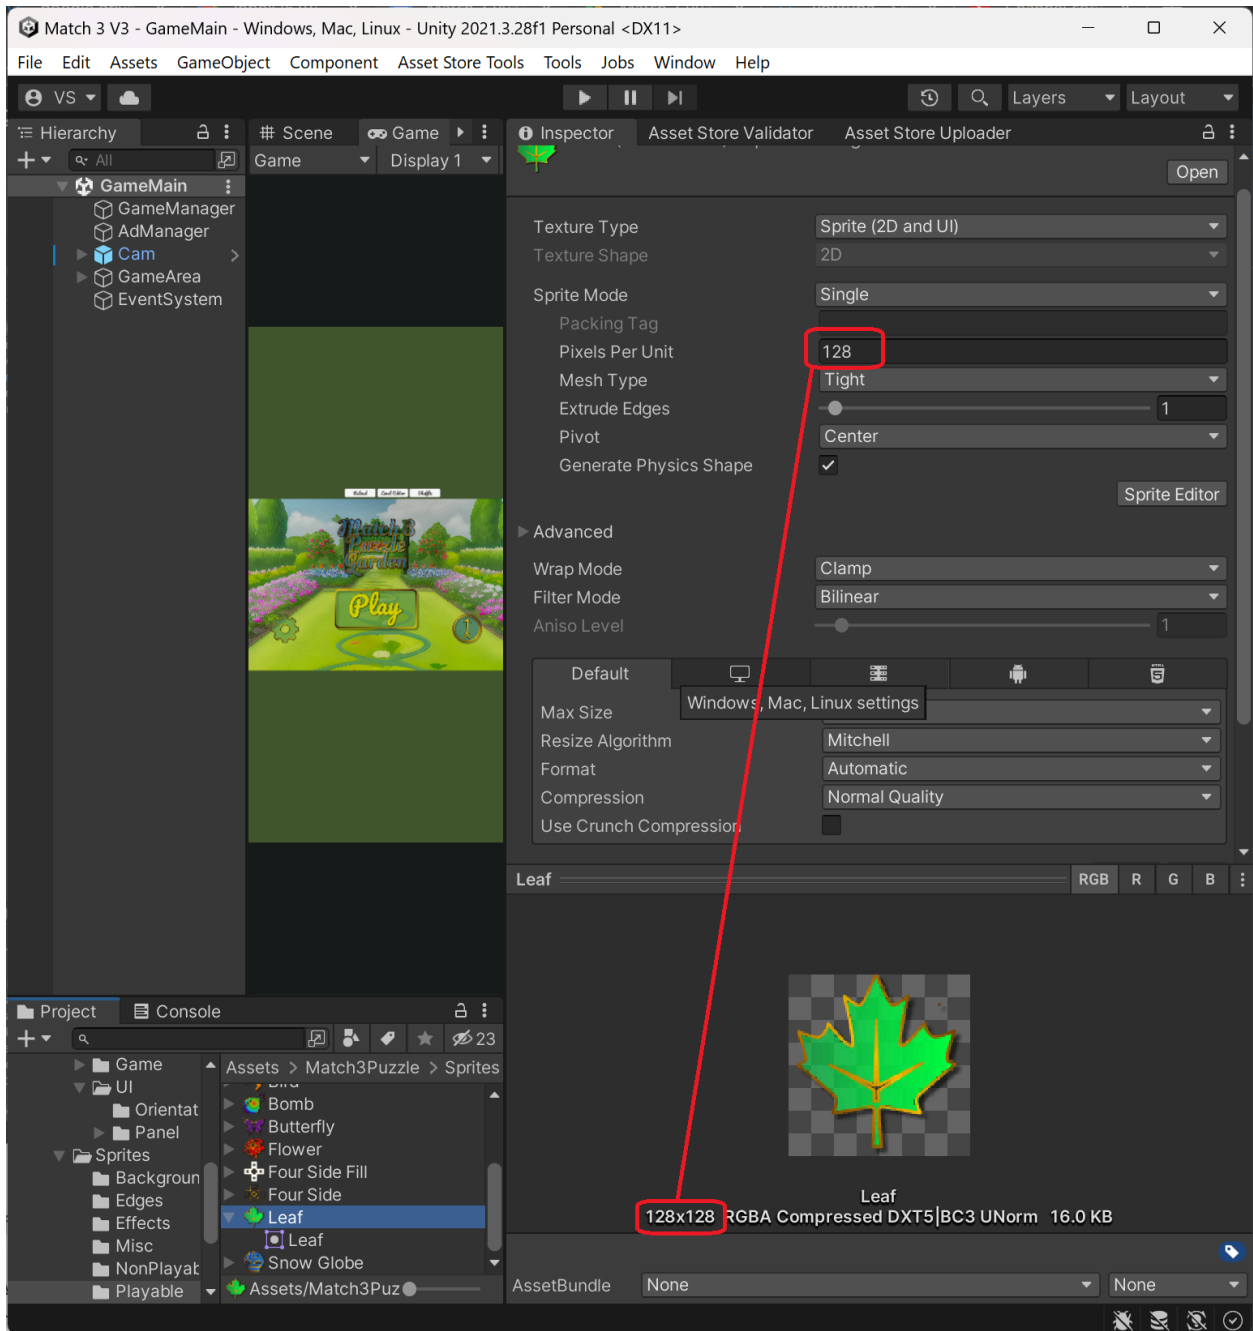 Match 3 V3 - GameMain - Windows, Mac, Linux - Unity 2021.3.28f1 Personal <DX11>
File Edit Assets GameObject Component Asset Store Tools Tools Jobs Window Help
VS
Layers
Layout
Hierarchy
All
GameMain
GameManager
AdManager
Cam
GameArea
EventSystem
Scene
Game
Game
Display 1
Match 3
Puzzle
Garden
Play
Inspector
Asset Store Validator
Asset Store Uploader
Open
Texture Type
Sprite (2D and UI)
Texture Shape
2D
Sprite Mode
Single
Packing Tag
Pixels Per Unit
128
Mesh Type
Tight
Extrude Edges
1
Pivot
Center
Generate Physics Shape
Sprite Editor
Advanced
Wrap Mode
Clamp
Filter Mode
Bilinear
Aniso Level
1
Default
Windows, Mac, Linux settings
Max Size
Resize Algorithm
Mitchell
Format
Automatic
Compression
Normal Quality
Use Crunch Compression
Leaf
RGB R G B
Leaf
128x128 RGBA Compressed DXT5|BC3 UNorm 16.0 KB
AssetBundle
None
None
Project
Console
23
Game
UI
Orientat
Panel
Sprites
Backgroun
Edges
Effects
Misc
NonPlayab
Playable
Assets > Match3Puzzle > Sprites
Bird
Bomb
Butterfly
Flower
Four Side Fill
Four Side
Leaf
Leaf
Snow Globe
Assets/Match3Puz